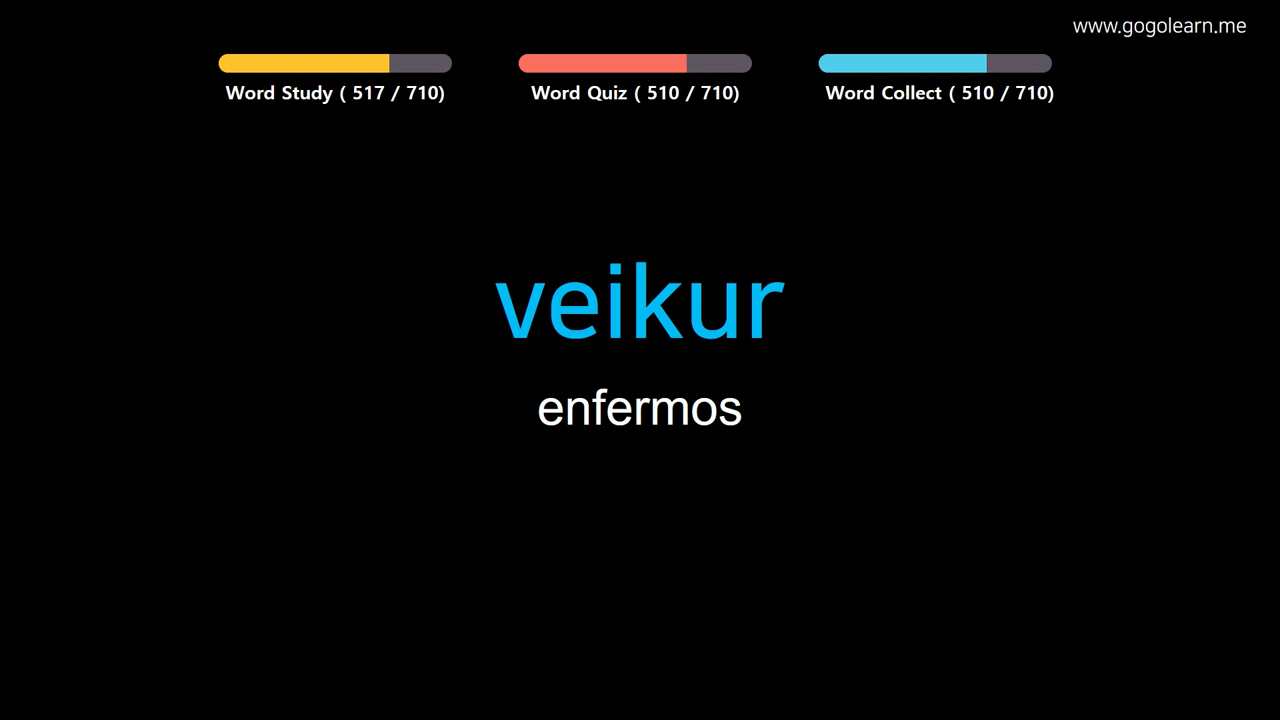 www.gogolearn.me
Word Study ( 517 / 710)
Word Quiz ( 510 / 710)
Word Collect ( 510 / 710)
veikur
enfermos